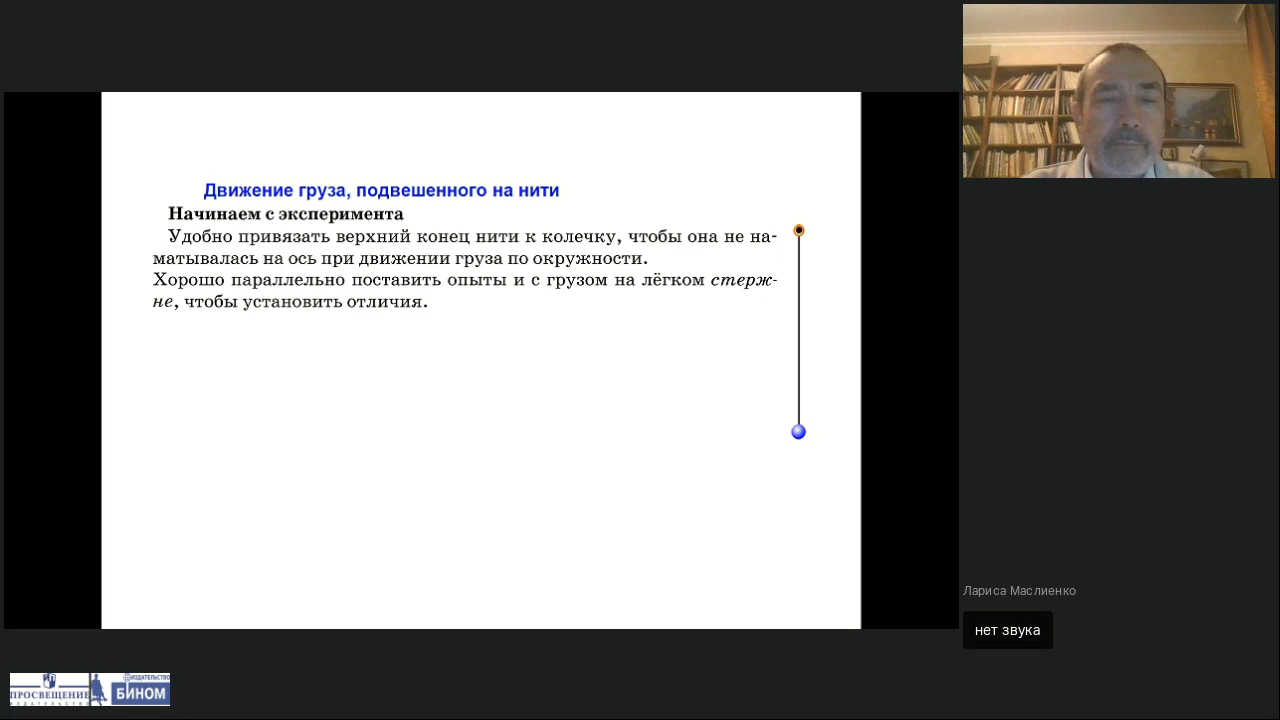 Движение груза, подвешенного на нити
Начинаем с эксперимента
Удобно привязать верхний конец нити к колечку, чтобы она не на-
матывалась на ось при движении груза по окружности.
Хорошо параллельно поставить опыты и с грузом на лёгком стерж-
не, чтобы установить отличия.
Лариса Маслиенко
нет звука
ПРОСВЕЩЕНИЕ
ИЗДАТЕЛЬСТВО
ИЗДАТЕЛЬСТВО
БИНОМ